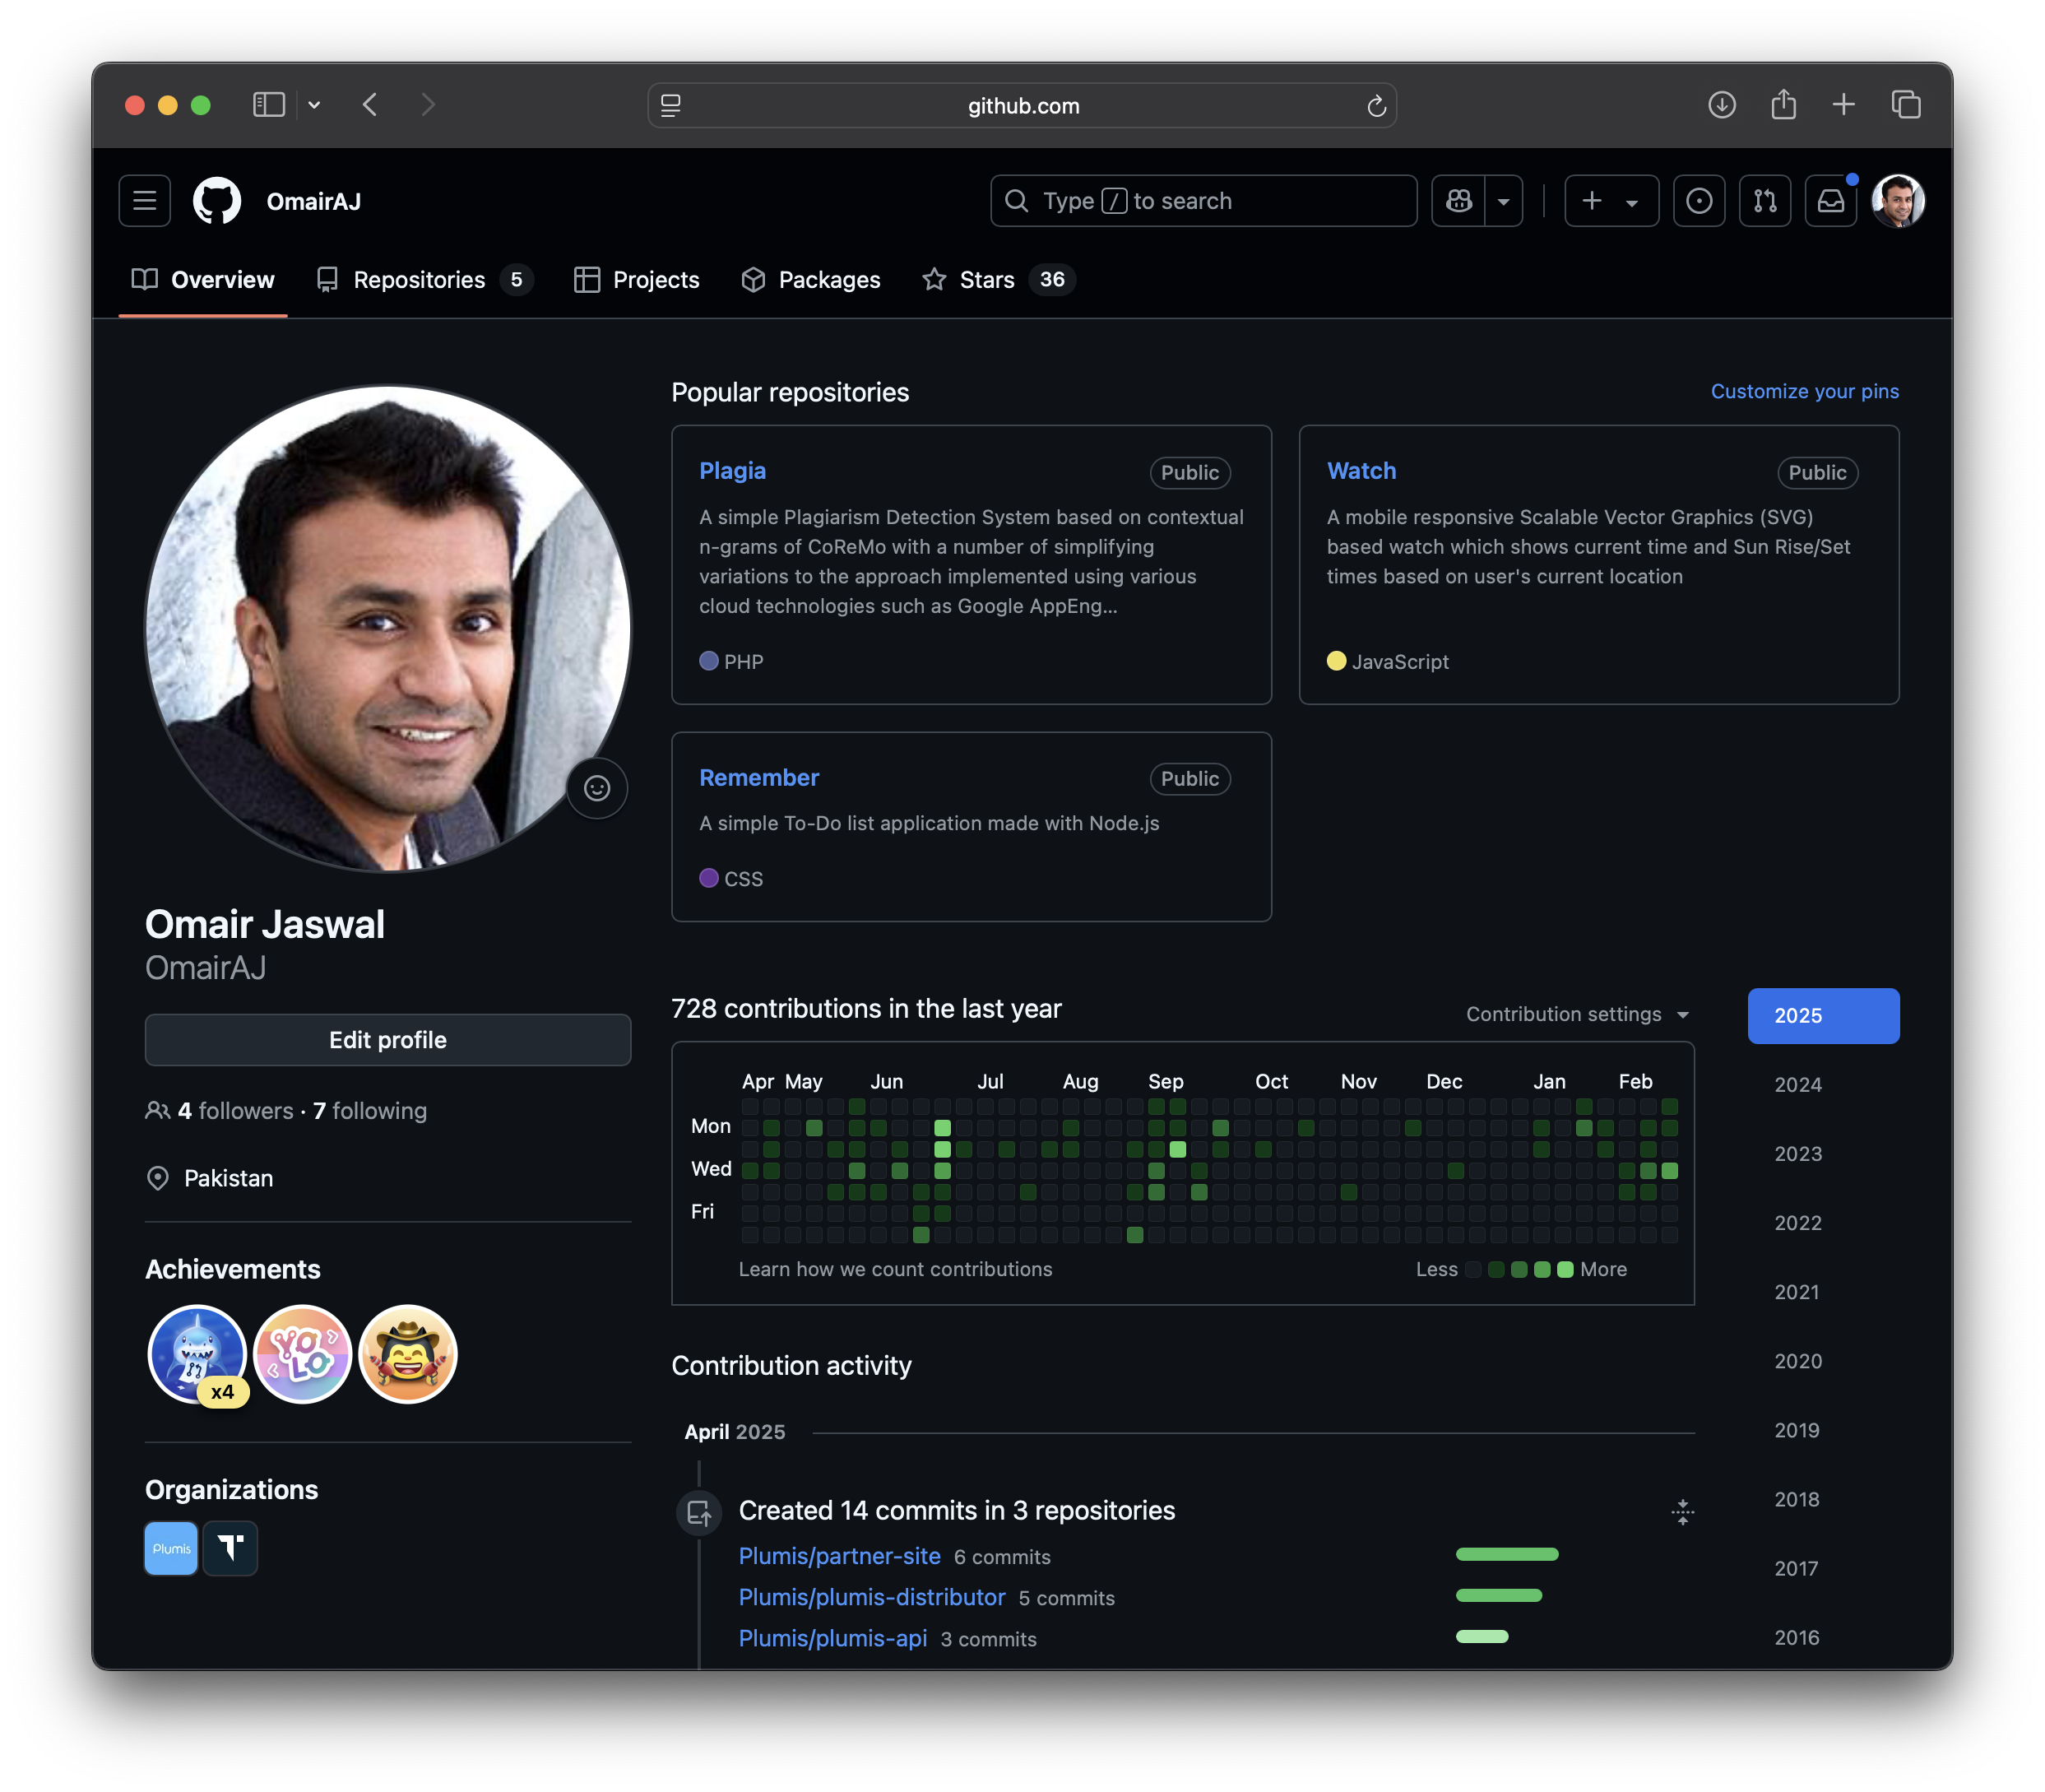 github.com
OmairAJ
Type / to search
Overview
Repositories 5
Projects
Packages
Stars 36
Omair Jaswal
OmairAJ
Edit profile
4 followers · 7 following
Pakistan
Achievements
YOLO
x4
Organizations
Plumis
Popular repositories
Customize your pins
Plagia
Public
A simple Plagiarism Detection System based on contextual
n-grams of CoReMo with a number of simplifying
variations to the approach implemented using various
cloud technologies such as Google AppEng...
PHP
Watch
Public
A mobile responsive Scalable Vector Graphics (SVG)
based watch which shows current time and Sun Rise/Set
times based on user's current location
JavaScript
Remember
Public
A simple To-Do list application made with Node.js
CSS
728 contributions in the last year
Contribution settings
Apr May Jun Jul Aug Sep Oct Nov Dec Jan Feb
Mon
Wed
Fri
Learn how we count contributions
Less More
Contribution activity
April 2025
Created 14 commits in 3 repositories
Plumis/partner-site 6 commits
Plumis/plumis-distributor 5 commits
Plumis/plumis-api 3 commits
2025
2024
2023
2022
2021
2020
2019
2018
2017
2016